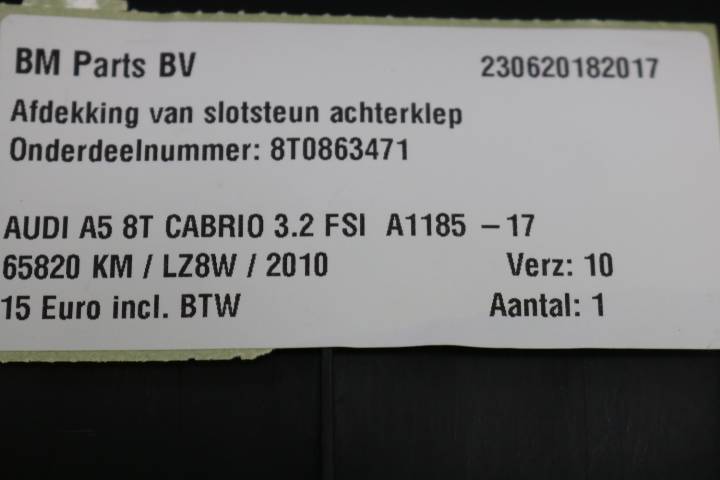 BM Parts BV 230620182017
Afdekking van slotsteun achterklep
Onderdeelnummer: 8T0863471
AUDI A5 8T CABRIO 3.2 FSI A1185 – 17
65820 KM / LZ8W / 2010 Verz: 10
15 Euro incl. BTW Aantal: 1